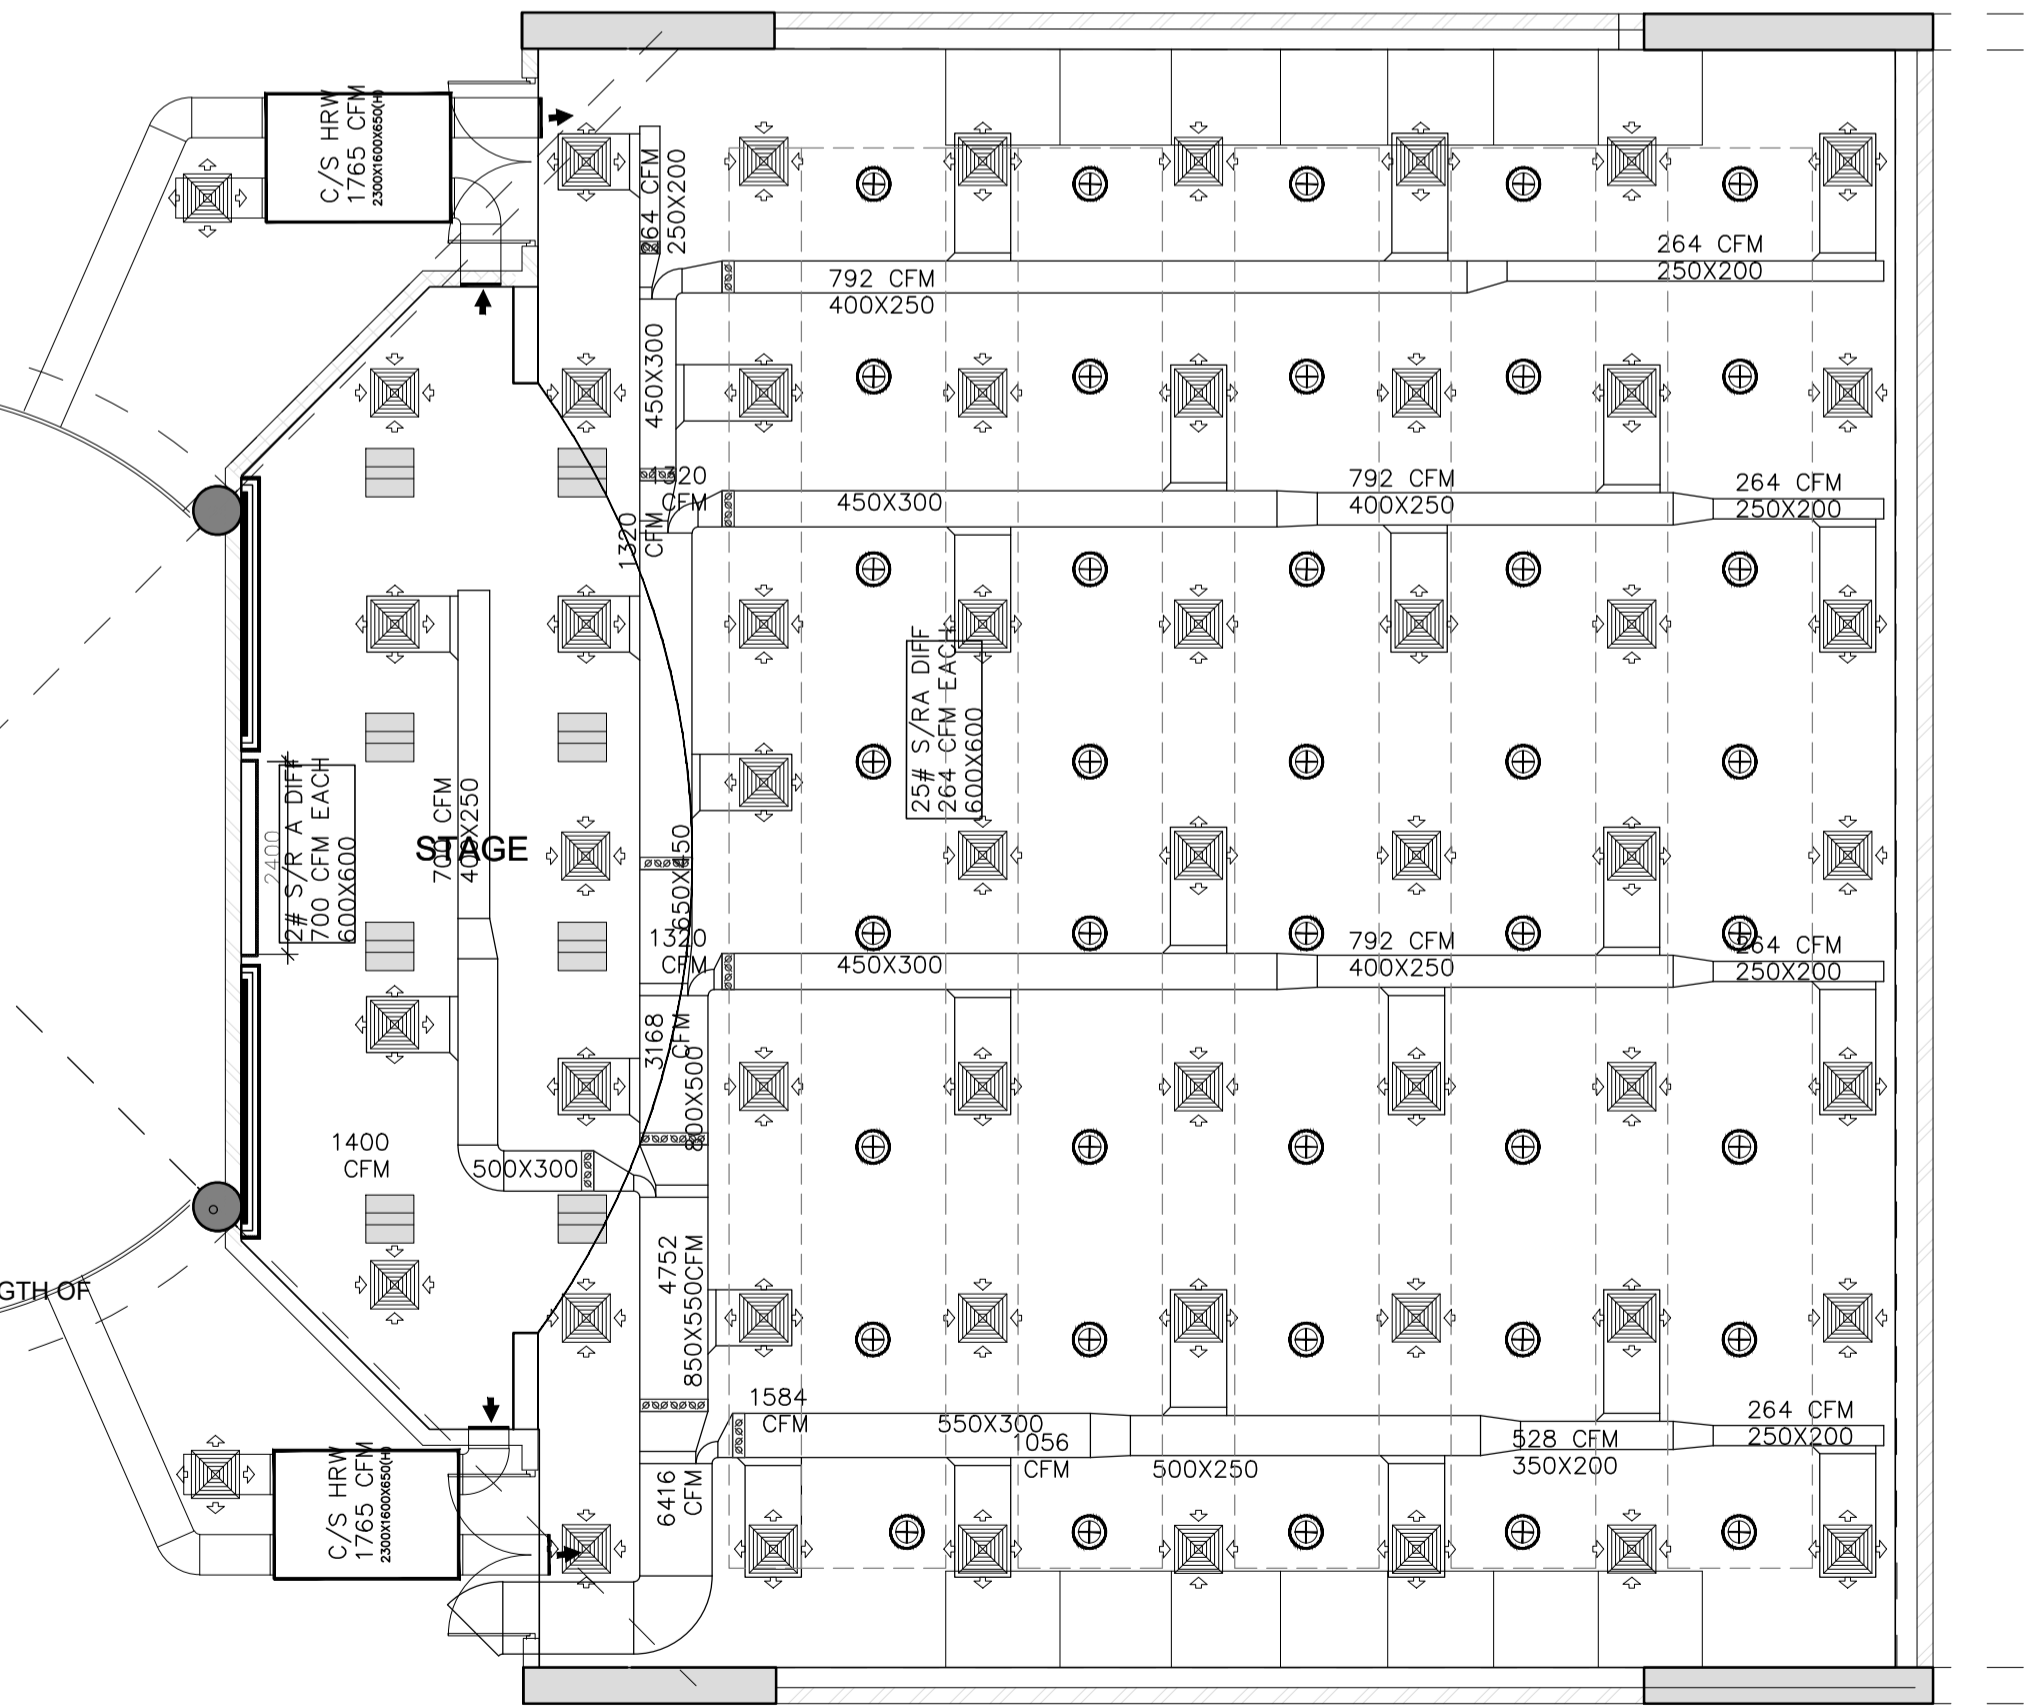 C/S HRW
1765 CFM
2300X1600X650(H)
264 CFM
250X200
792 CFM
400X250
264 CFM
250X200
450X300
1320
CFM
1320
CFM
450X300
792 CFM
400X250
264 CFM
250X200
25# S/RA DIFF
264 CFM EACH
600X600
2400
2# S/R A DIFF
700 CFM EACH
600X600
700 CFM
400X250
STAGE
650X450
1320
CFM
450X300
792 CFM
400X250
264 CFM
250X200
3168
CFM
800X500
1400
CFM
500X300
4752
CFM
850X550
GTH OF
1584
CFM
550X300
1056
CFM
500X250
528 CFM
350X200
264 CFM
250X200
6416
CFM
C/S HRW
1765 CFM
2300X1600X650(H)